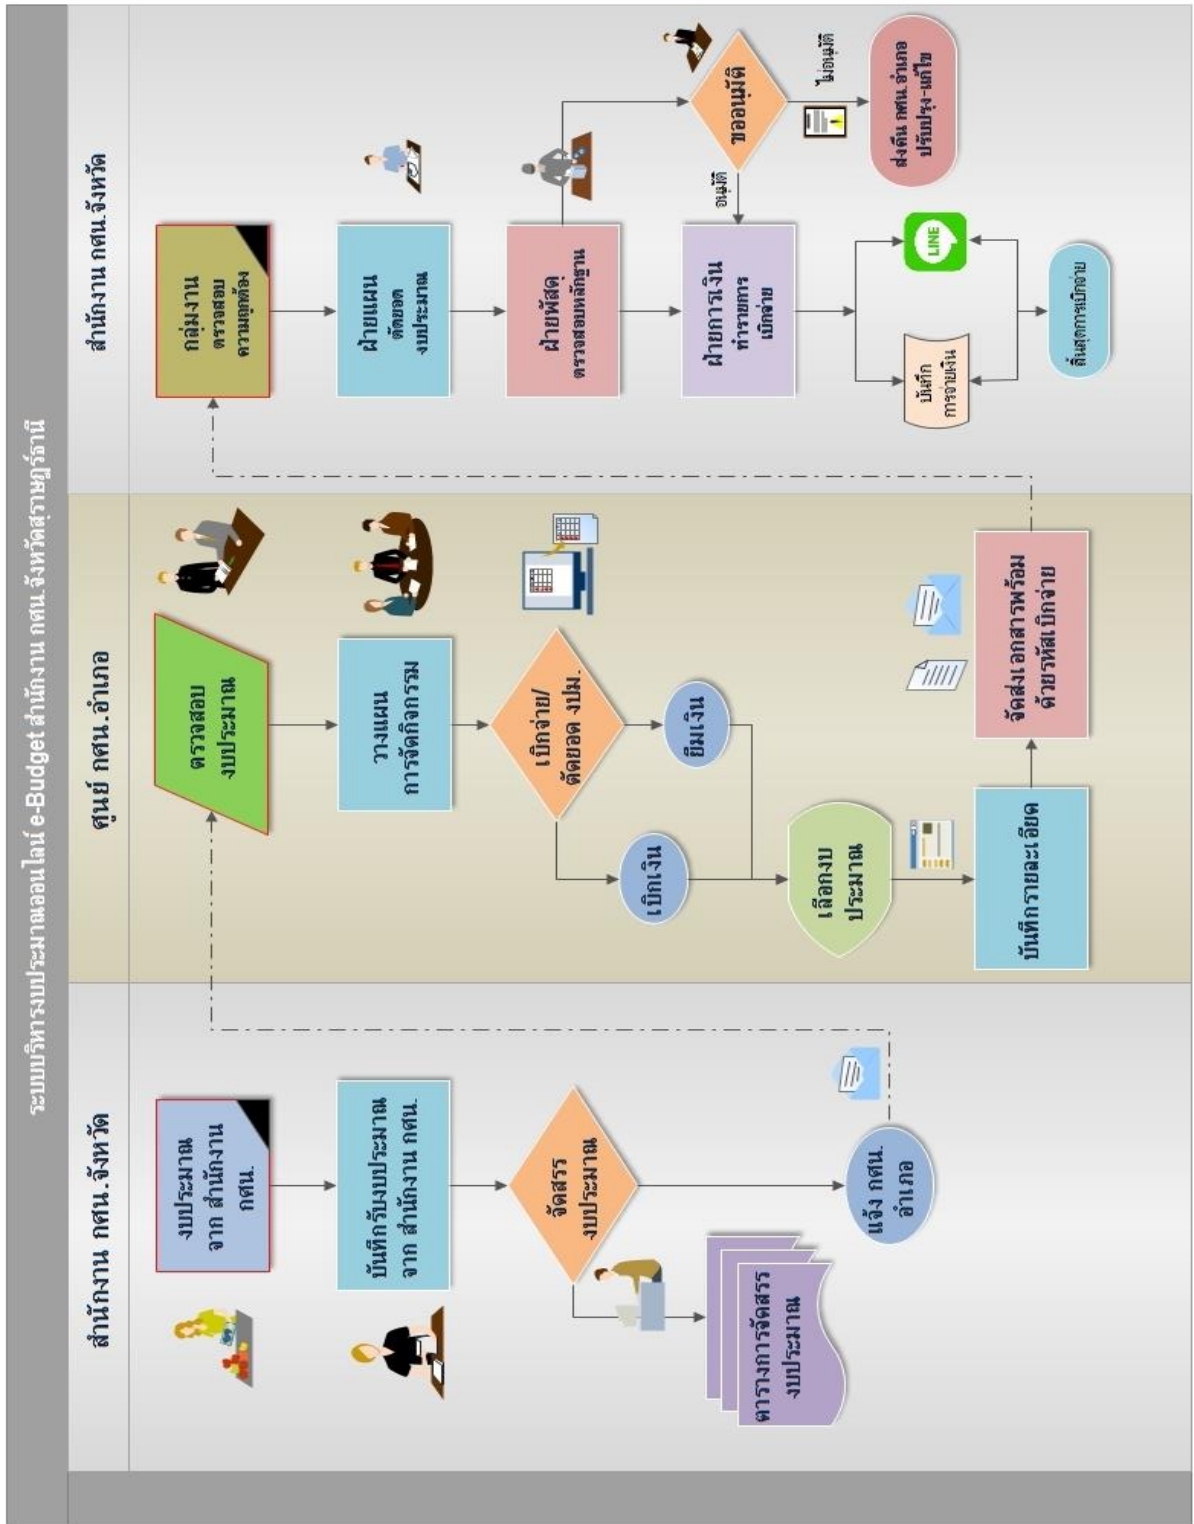 ระบบบริหารงบประมาณออนไลน์ e-Budget สำนักงาน กศน.จังหวัดสุราษฎร์ธานี
สำนักงาน กศน.จังหวัด
งบประมาณ
จาก สำนักงาน
กศน.
บันทึกรับงบประมาณ
จาก สำนักงาน กศน.
จัดสรร
งบประมาณ
ตารางการจัดสรร
งบประมาณ
แจ้ง กศน.
อำเภอ
ศูนย์ กศน.อำเภอ
ตรวจสอบ
งบประมาณ
วางแผน
การจัดกิจกรรม
เบิกจ่าย/
ตัดยอด งปม.
เบิกเงิน
ยืมเงิน
เลือกงบ
ประมาณ
บันทึกรายละเอียด
จัดส่งเอกสารพร้อม
ด้วยรหัสเบิกจ่าย
สำนักงาน กศน.จังหวัด
กลุ่มงาน
ตรวจสอบ
ความถูกต้อง
ฝ่ายแผน
ตัดยอด
งบประมาณ
ฝ่ายพัสดุ
ตรวจสอบหลักฐาน
ขออนุมัติ
อนุมัติ
ไม่อนุมัติ
ส่งคืน กศน.อำเภอ
ปรับปรุง-แก้ไข
ฝ่ายการเงิน
ทำรายการ
เบิกจ่าย
บันทึก
การจ่ายเงิน
LINE
สิ้นสุดการเบิกจ่าย